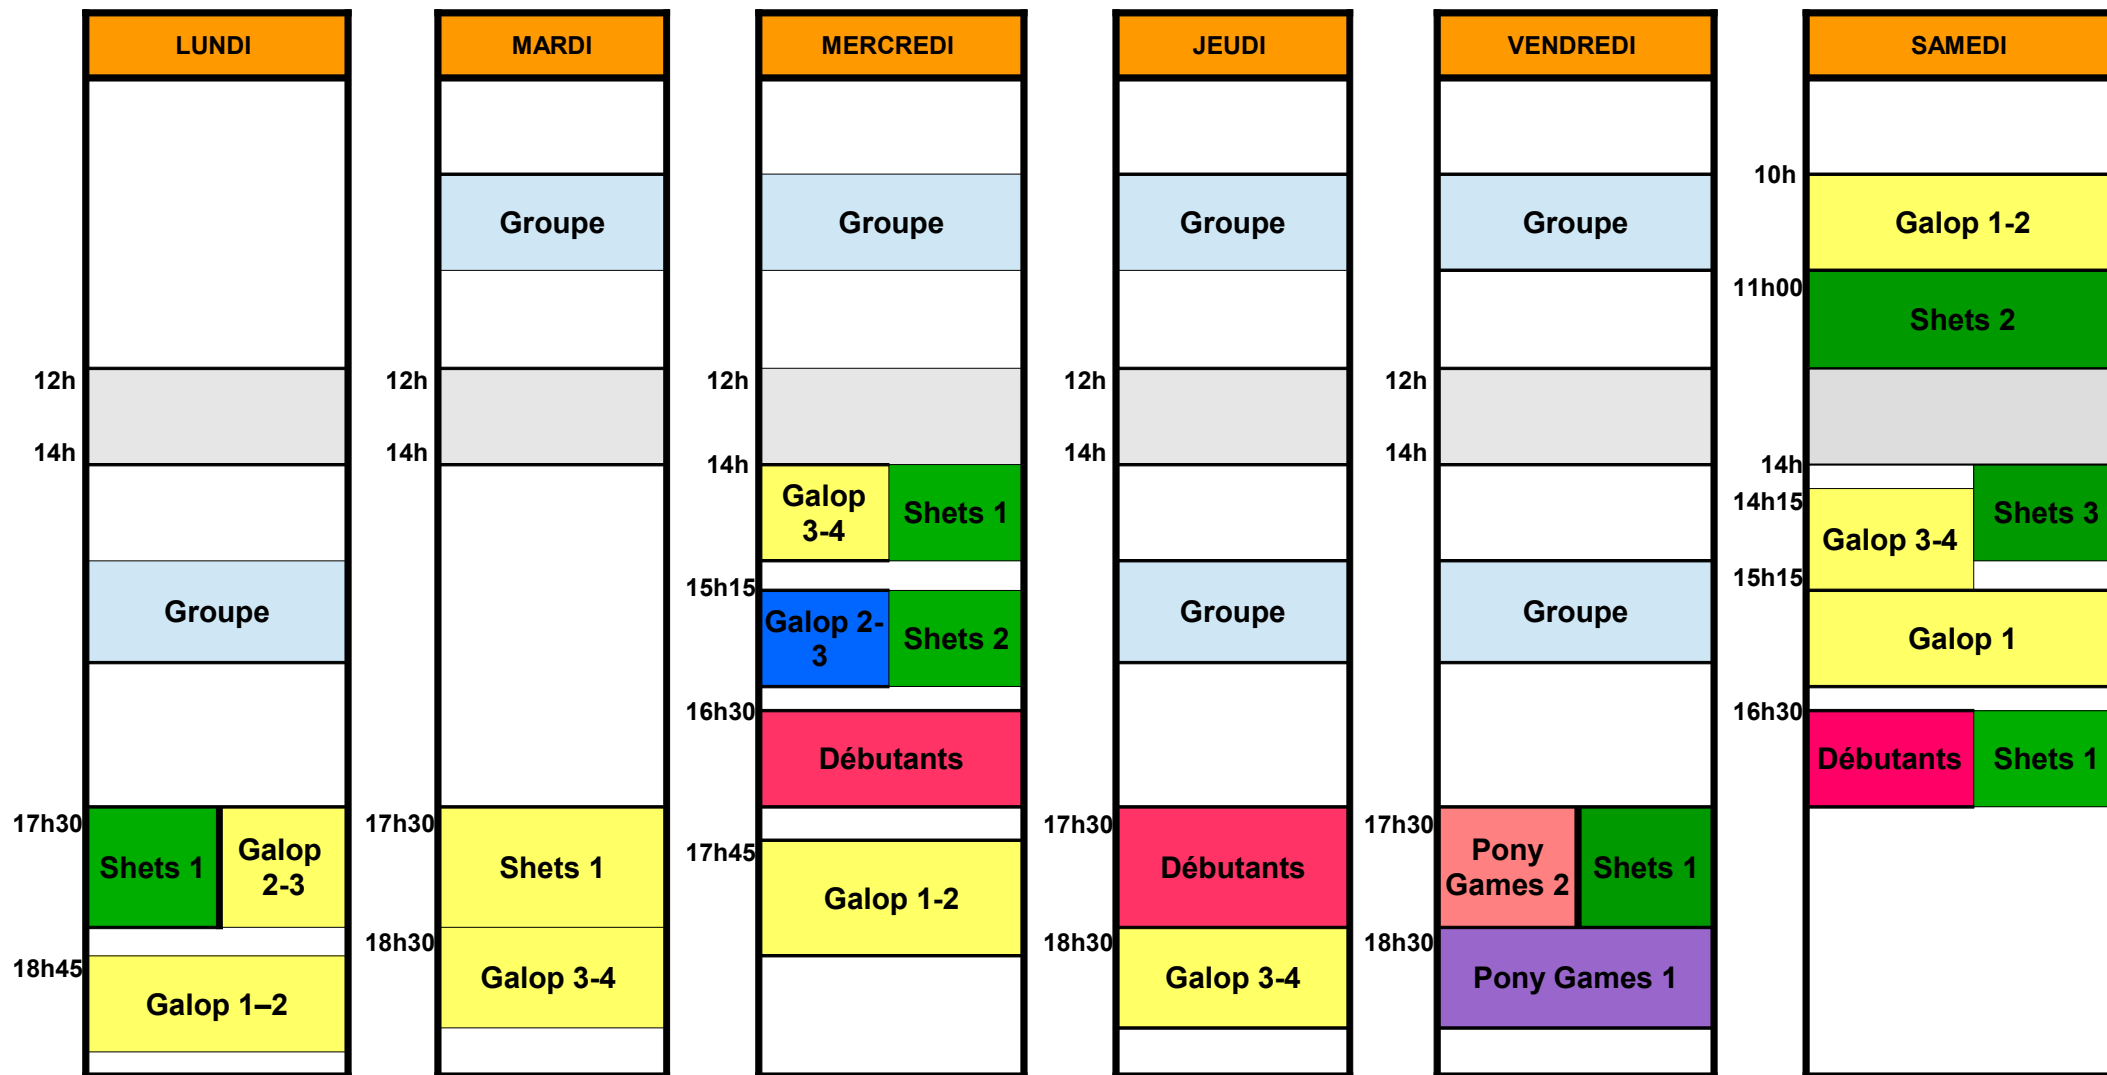 LUNDI
12h
14h
Groupe
17h30
Shets 1
Galop
2-3
18h45
Galop 1–2
MARDI
Groupe
12h
14h
17h30
Shets 1
18h30
Galop 3-4
MERCREDI
Groupe
12h
14h
Galop
3-4
Shets 1
15h15
Galop 2-
3
Shets 2
16h30
Débutants
17h45
Galop 1-2
JEUDI
Groupe
12h
14h
Groupe
17h30
Débutants
18h30
Galop 3-4
VENDREDI
Groupe
12h
14h
Groupe
17h30
Pony
Games 2
Shets 1
18h30
Pony Games 1
SAMEDI
10h
Galop 1-2
11h00
Shets 2
14h
14h15
Galop 3-4
Shets 3
15h15
Galop 1
16h30
Débutants
Shets 1